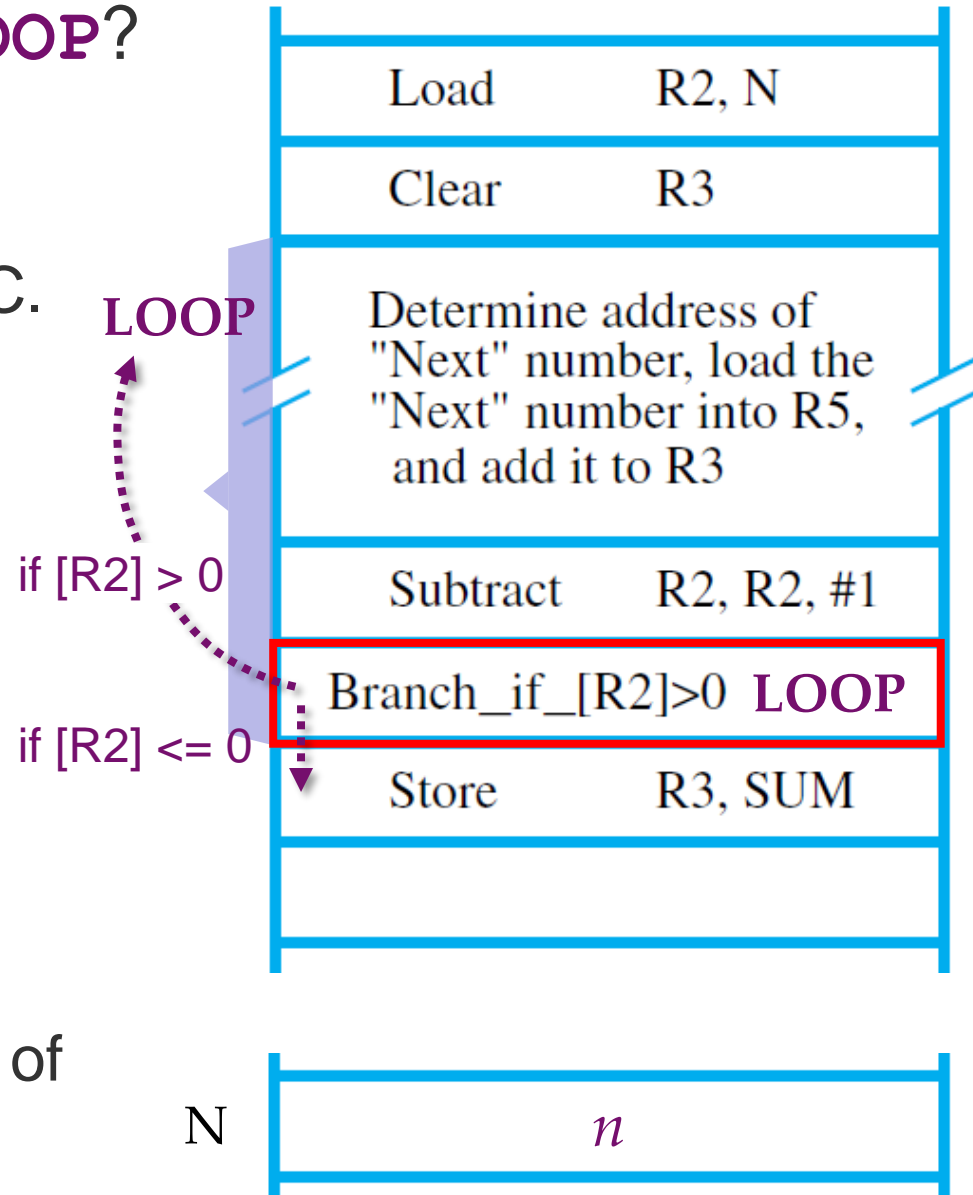 OOP?
Load R2, N
Clear R3
C.
LOOP
Determine address of
"Next" number, load the
"Next" number into R5,
and add it to R3
if [R2] > 0
Subtract R2, R2, #1
Branch_if_[R2]>0 LOOP
if [R2] <= 0
Store R3, SUM
of
N n